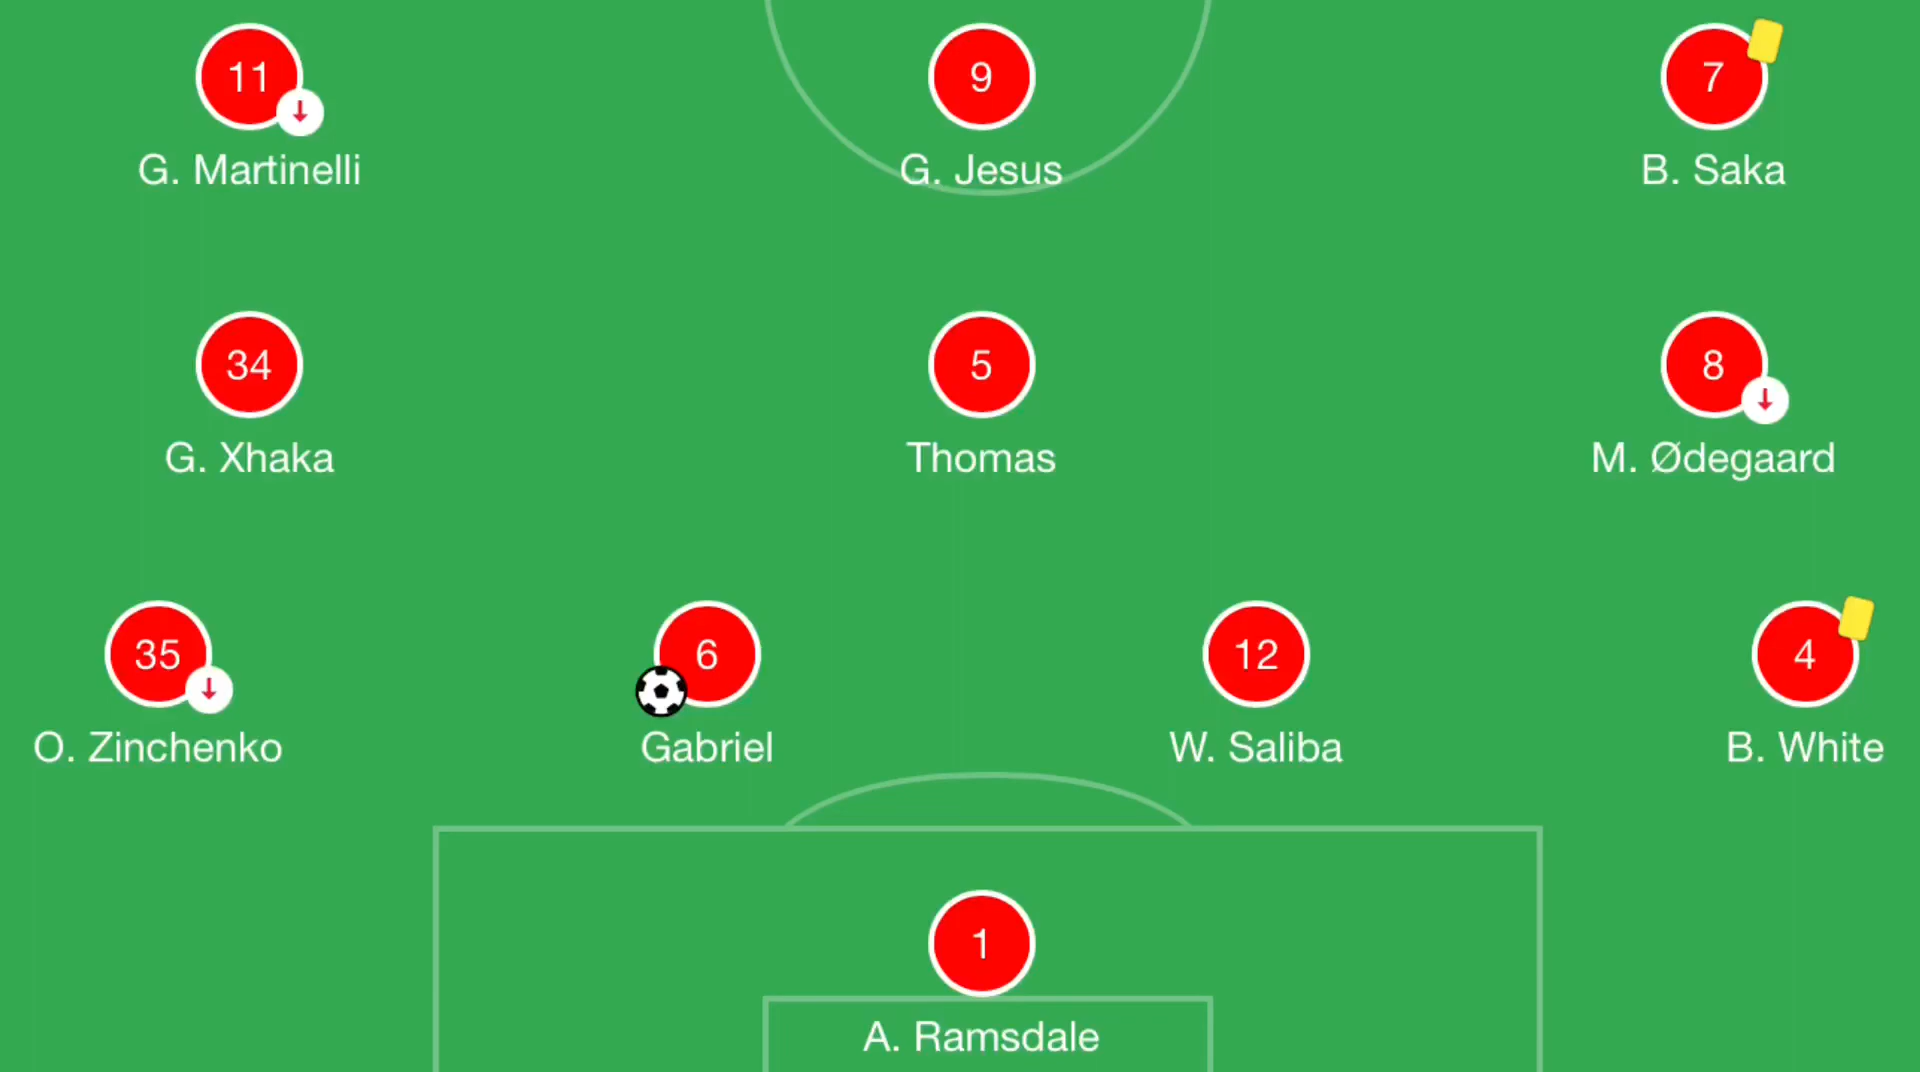 11
9
7
G. Martinelli
G. Jesus
B. Saka
34
5
8
G. Xhaka
Thomas
M. Ødegaard
35
6
12
4
O. Zinchenko
Gabriel
W. Saliba
B. White
1
A. Ramsdale